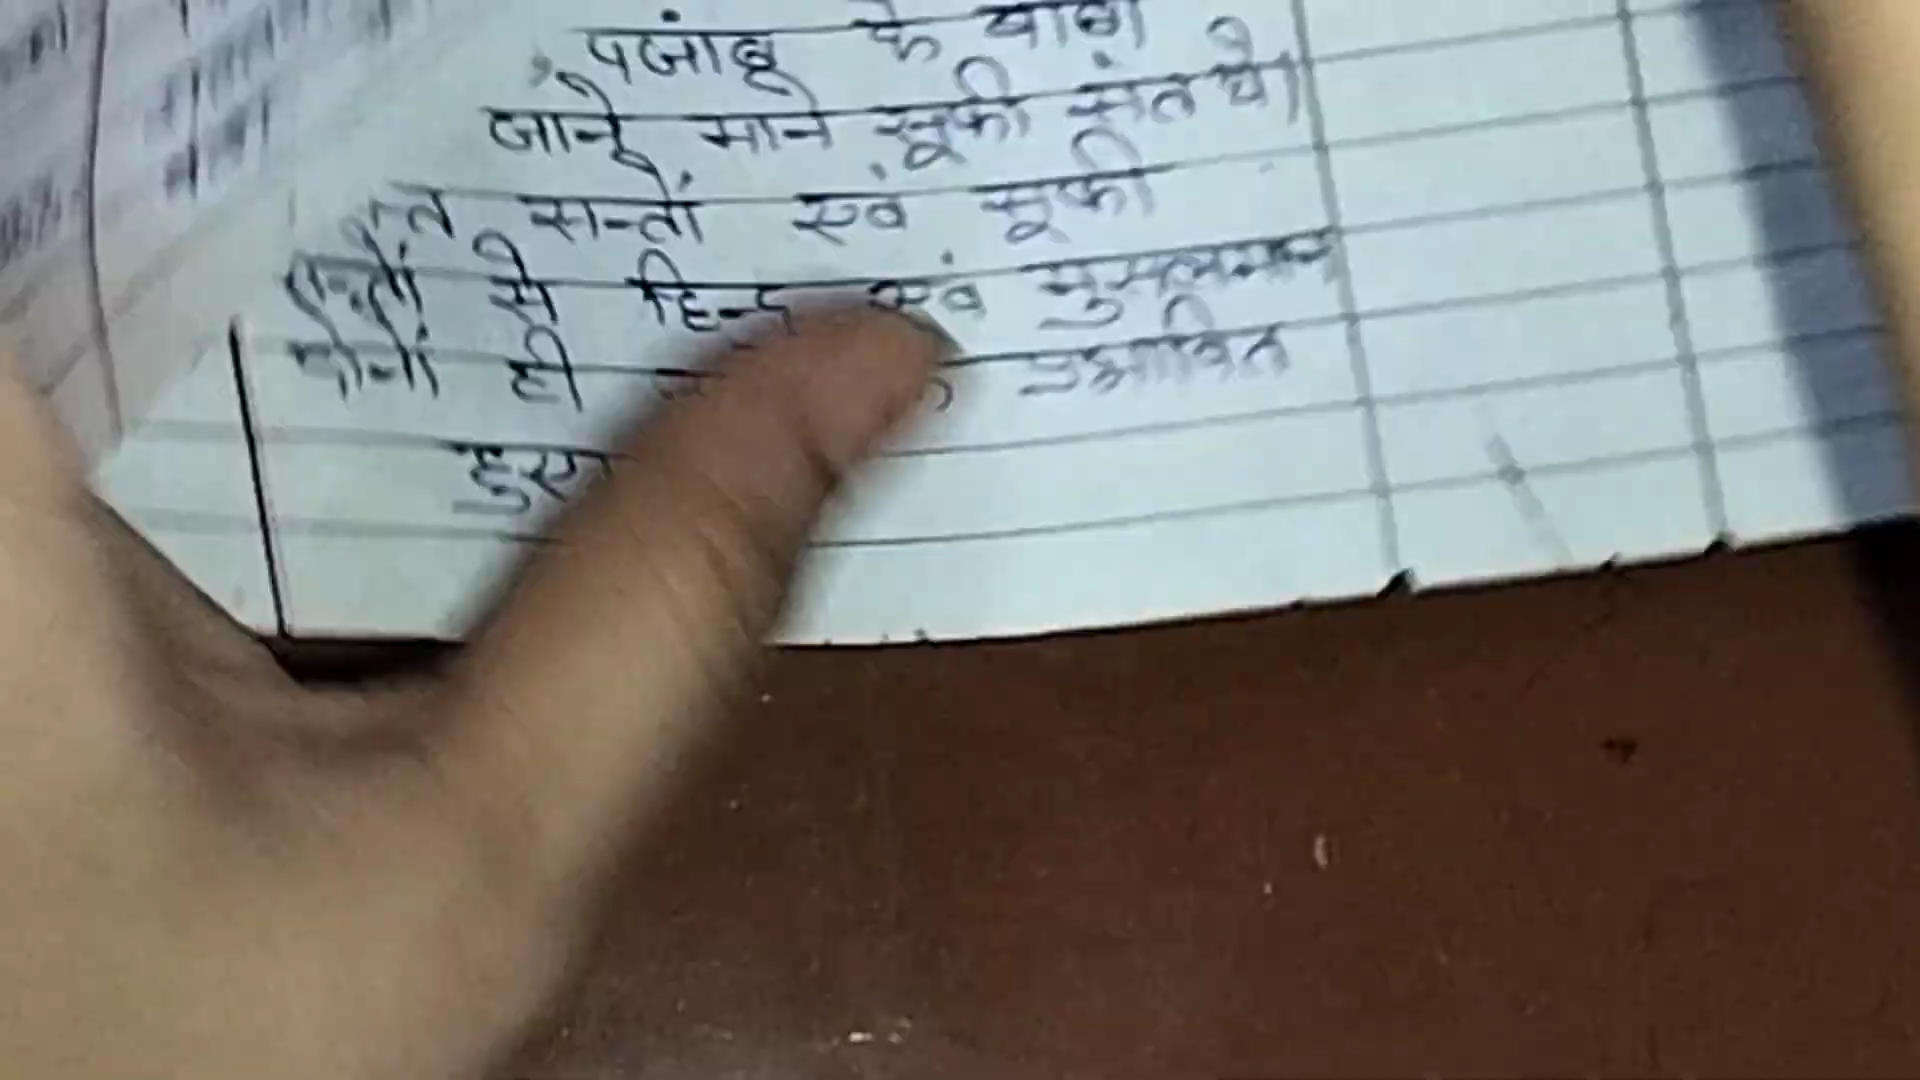 पंजाब के बाबा
जाने माने सूफी संत थे।
सन्तों एवं सूफी
सन्तों से हिन्दू एवं मुसलमान
दोनों ही प्रभावित
हुए